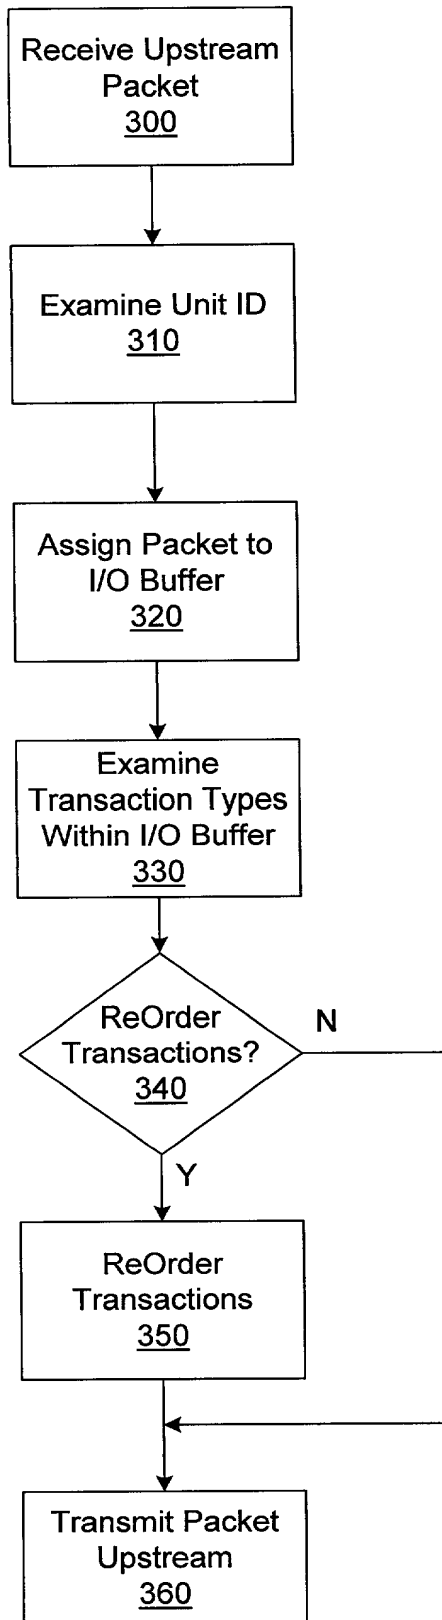 Receive Upstream
Packet
300
Examine Unit ID
310
Assign Packet to
I/O Buffer
320
Examine
Transaction Types
Within I/O Buffer
330
ReOrder
Transactions?
340
N
Y
ReOrder
Transactions
350
Transmit Packet
Upstream
360